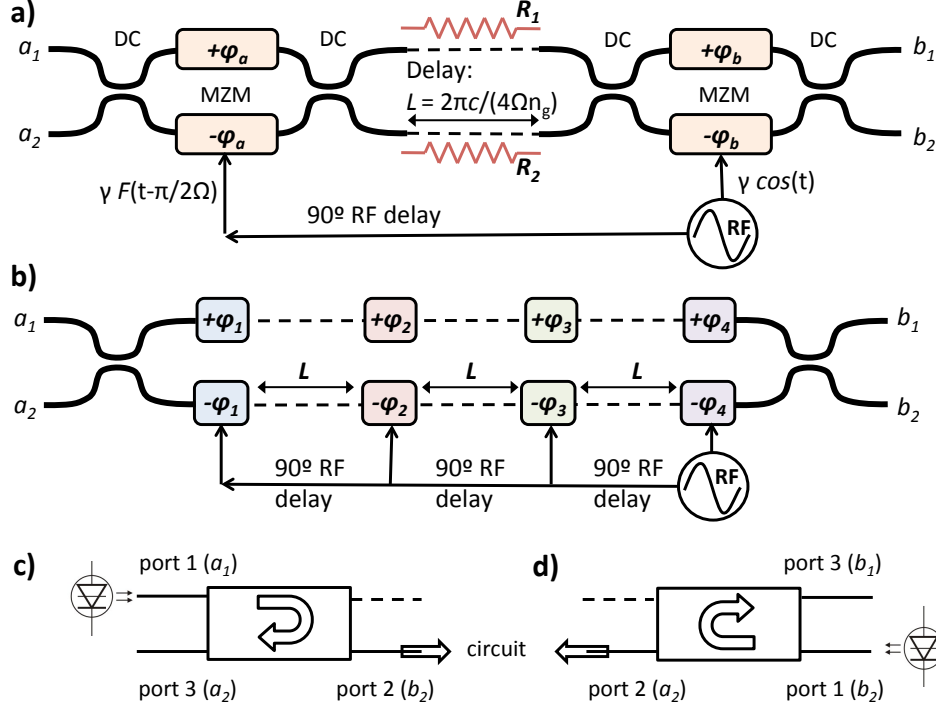 a)
a₁ DC +φₐ DC R₁ DC +φ_b DC b₁
MZM Delay: MZM
L = 2πc/(4Ωn_g)
a₂ -φₐ R₂ -φ_b b₂
γ F(t-π/2Ω) γ cos(t)
90º RF delay RF
b)
a₁ +φ₁ +φ₂ +φ₃ +φ₄ b₁
L L L
a₂ -φ₁ -φ₂ -φ₃ -φ₄ b₂
90º RF 90º RF 90º RF RF
delay delay delay
c) port 1 (a₁) d) port 3 (b₁)
circuit
port 3 (a₂) port 2 (b₂) port 2 (a₂) port 1 (b₂)